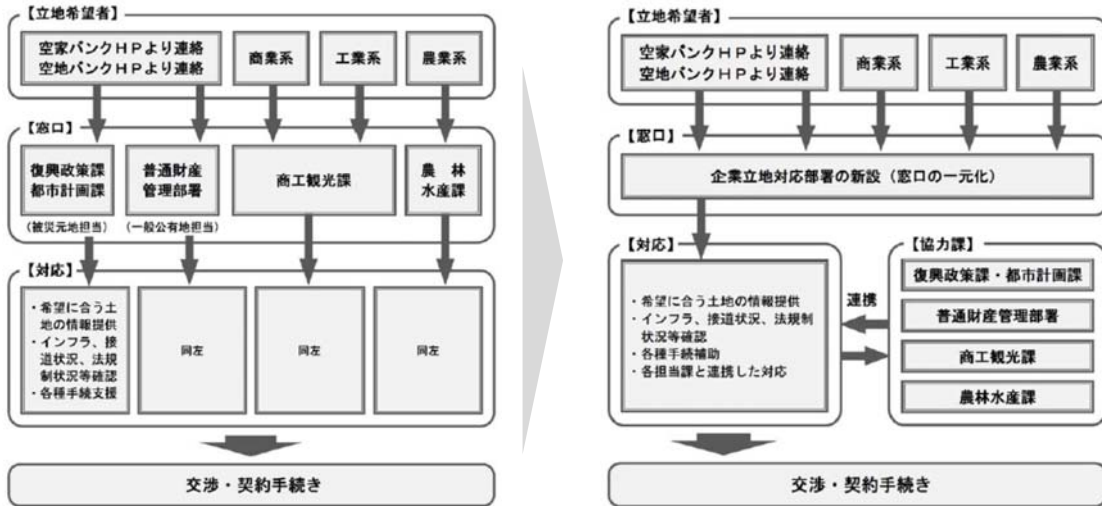 【立地希望者】
空家バンクHPより連絡
空地バンクHPより連絡
商業系
工業系
農業系
【窓口】
復興政策課
都市計画課
(被災元地担当)
普通財産
管理部署
(一般公有地担当)
商工観光課
農林
水産課
【対応】
・希望に合う土
地の情報提供
・インフラ、接
道状況、法規
制状況等確認
・各種手続支援
同左
同左
同左
交渉・契約手続き
【立地希望者】
空家バンクHPより連絡
空地バンクHPより連絡
商業系
工業系
農業系
【窓口】
企業立地対応部署の新設(窓口の一元化)
【対応】
・希望に合う土地の情報提供
・インフラ、接道状況、法規制
状況等確認
・各種手続補助
・各担当課と連携した対応
連携
【協力課】
復興政策課・都市計画課
普通財産管理部署
商工観光課
農林水産課
交渉・契約手続き